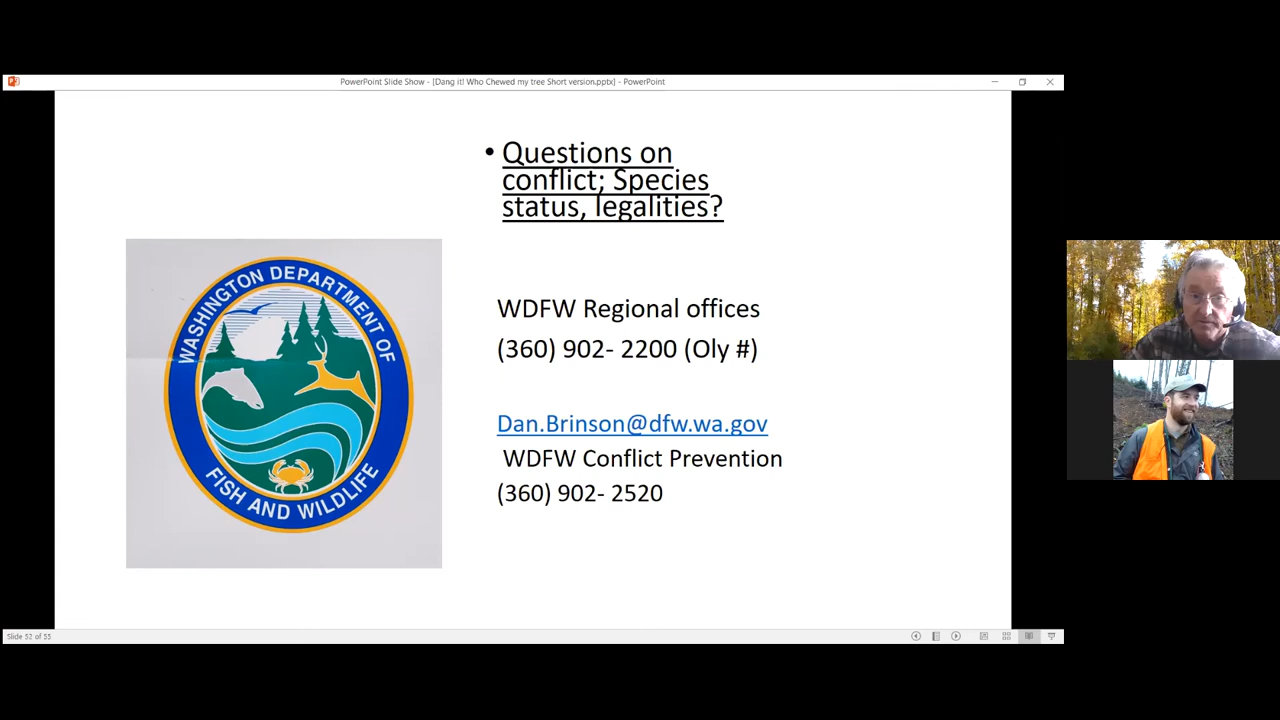 PowerPoint Slide Show - [Dang it! Who Chewed my tree Short version.pptx] - PowerPoint
• Questions on
conflict; Species
status, legalities?
WASHINGTON DEPARTMENT OF
FISH AND WILDLIFE
WDFW Regional offices
(360) 902- 2200 (Oly #)
Dan.Brinson@dfw.wa.gov
WDFW Conflict Prevention
(360) 902- 2520
Slide 52 of 55